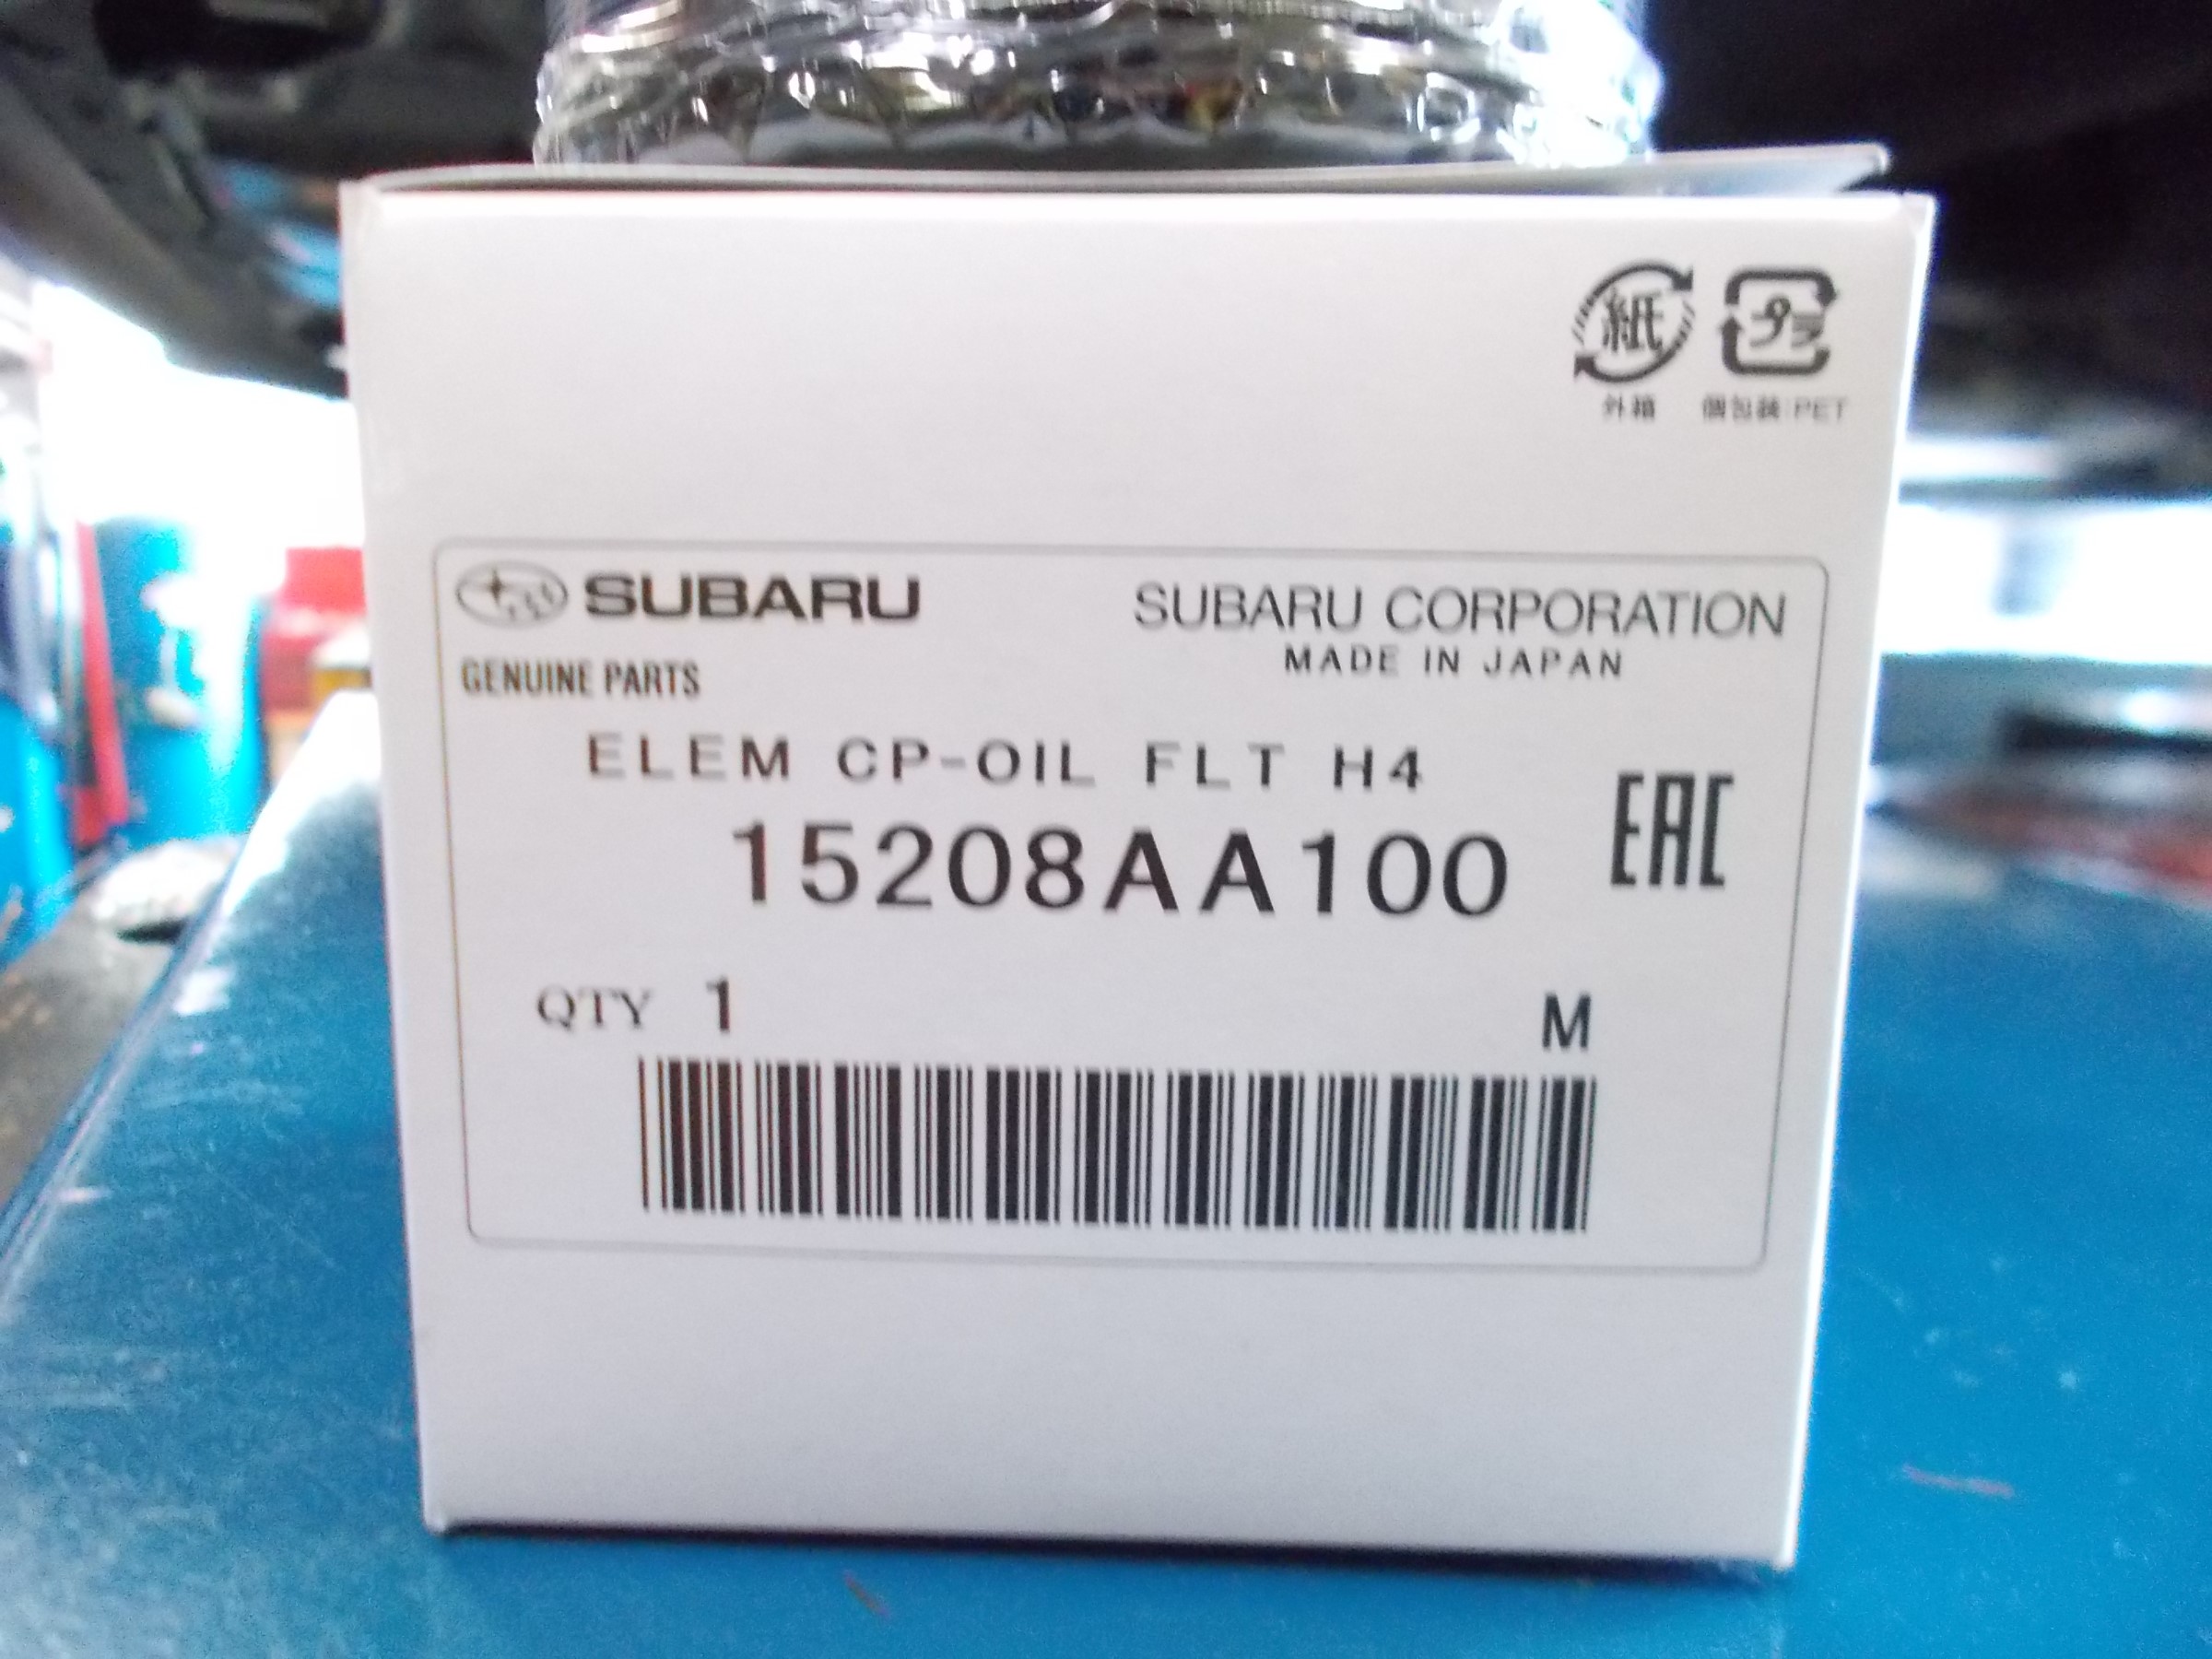 紙 プラ
外箱 個包装:PET
SUBARU SUBARU CORPORATION
GENUINE PARTS MADE IN JAPAN
ELEM CP-OIL FLT H4
15208AA100 EAC
QTY 1 M